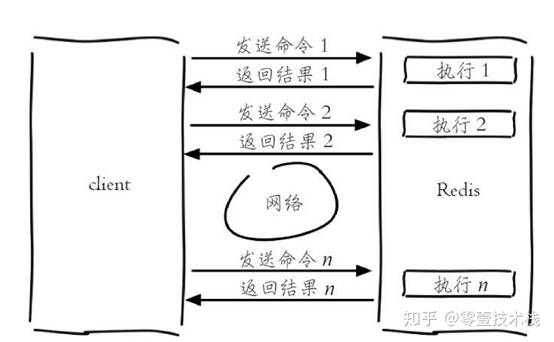 发送命令 1
返回结果 1
执行 1
发送命令 2
返回结果 2
执行 2
client
网络
Redis
发送命令 n
返回结果 n
执行 n
知乎 @零壹技术栈